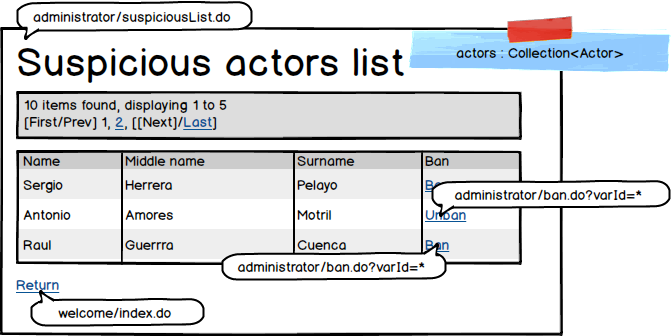 administrator/suspiciousList.do
Suspicious actors list
actors : Collection<Actor>
10 items found, displaying 1 to 5
[First/Prev] 1, 2, [[Next]/Last]
Name Middle name Surname Ban
Sergio Herrera Pelayo
administrator/ban.do?varId=*
Antonio Amores Motril Unban
Raul Guerrra Cuenca Ban
administrator/ban.do?varId=*
Return
welcome/index.do